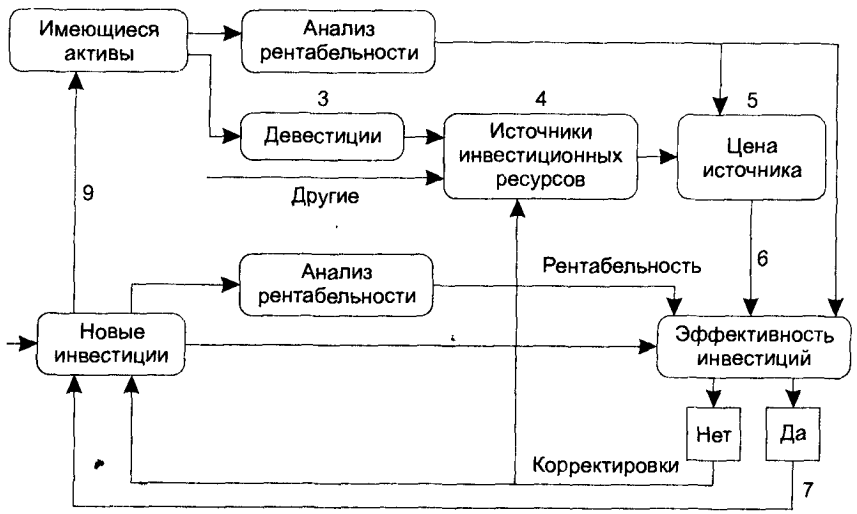 Имеющиеся
активы
Анализ
рентабельности
3
Девестиции
4
Источники
инвестиционных
ресурсов
5
Цена
источника
Другие
9
6
Анализ
рентабельности
Рентабельность
Новые
инвестиции
Эффективность
инвестиций
Нет
Да
Корректировки
7